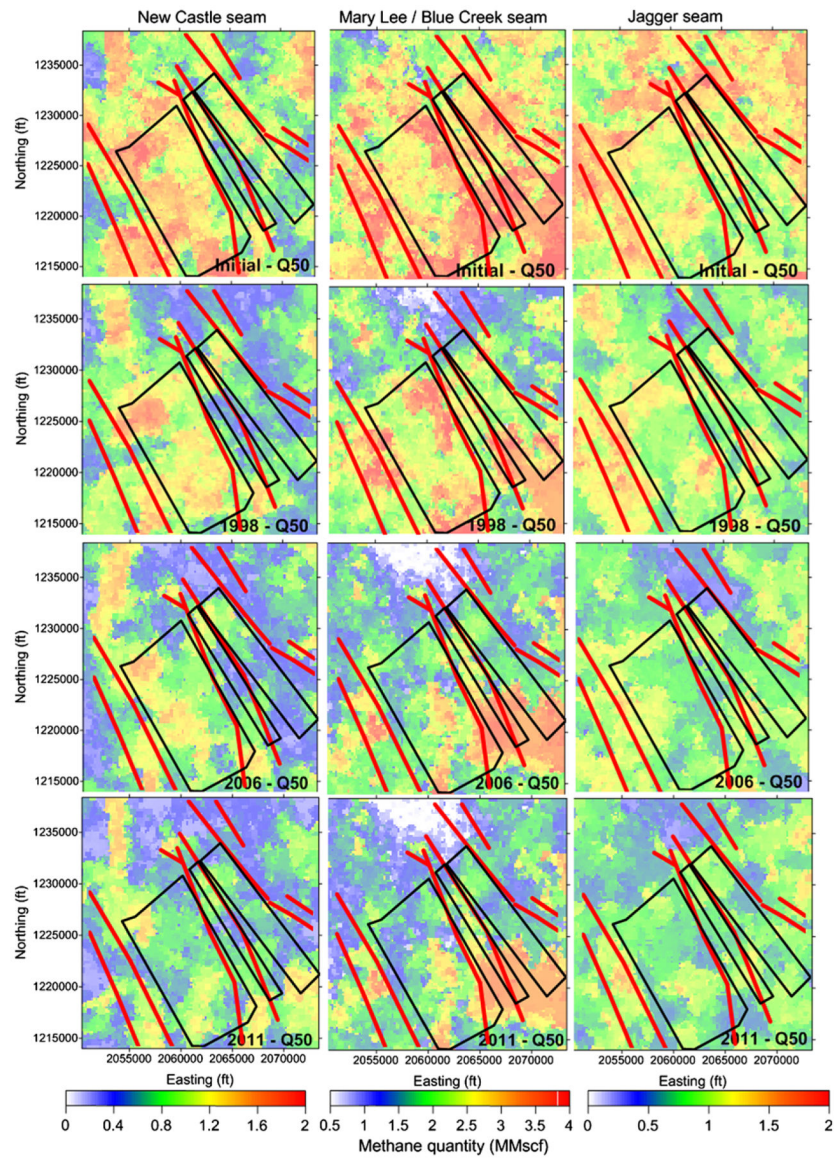 New Castle seam Mary Lee / Blue Creek seam Jagger seam
1235000
1230000
1225000
1220000
1215000
Northing (ft)
Initial - Q50 Initial - Q50 Initial - Q50
1235000
1230000
1225000
1220000
1215000
Northing (ft)
1998 - Q50 1998 - Q50 1998 - Q50
1235000
1230000
1225000
1220000
1215000
Northing (ft)
2006 - Q50 2006 - Q50 2006 - Q50
1235000
1230000
1225000
1220000
1215000
Northing (ft)
2011 - Q50 2011 - Q50 2011 - Q50
2055000 2060000 2065000 2070000 2055000 2060000 2065000 2070000 2055000 2060000 2065000 2070000
Easting (ft) Easting (ft) Easting (ft)
0 0.4 0.8 1.2 1.6 2 0.5 1 1.5 2 2.5 3 3.5 4 0 0.5 1 1.5 2
Methane quantity (MMscf)